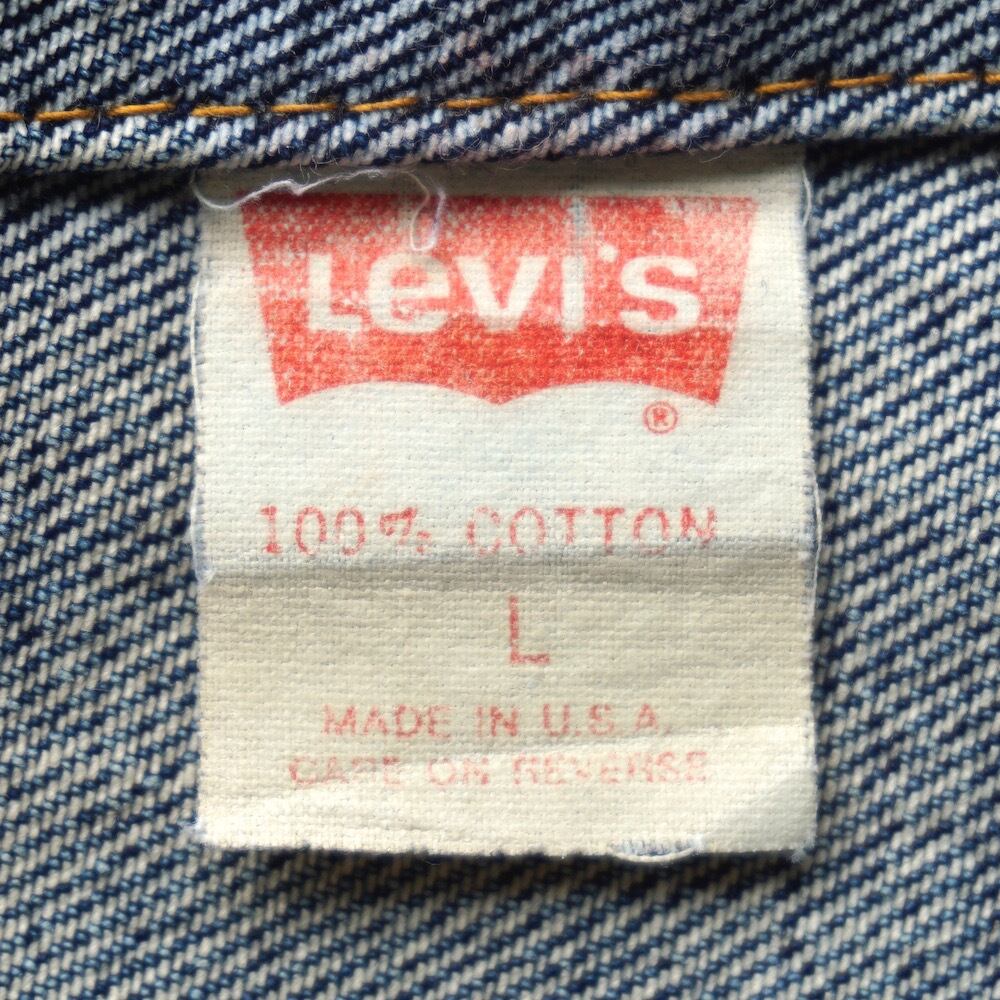 Levi's
®
100% COTTON
L
MADE IN U.S.A.
CARE ON REVERSE